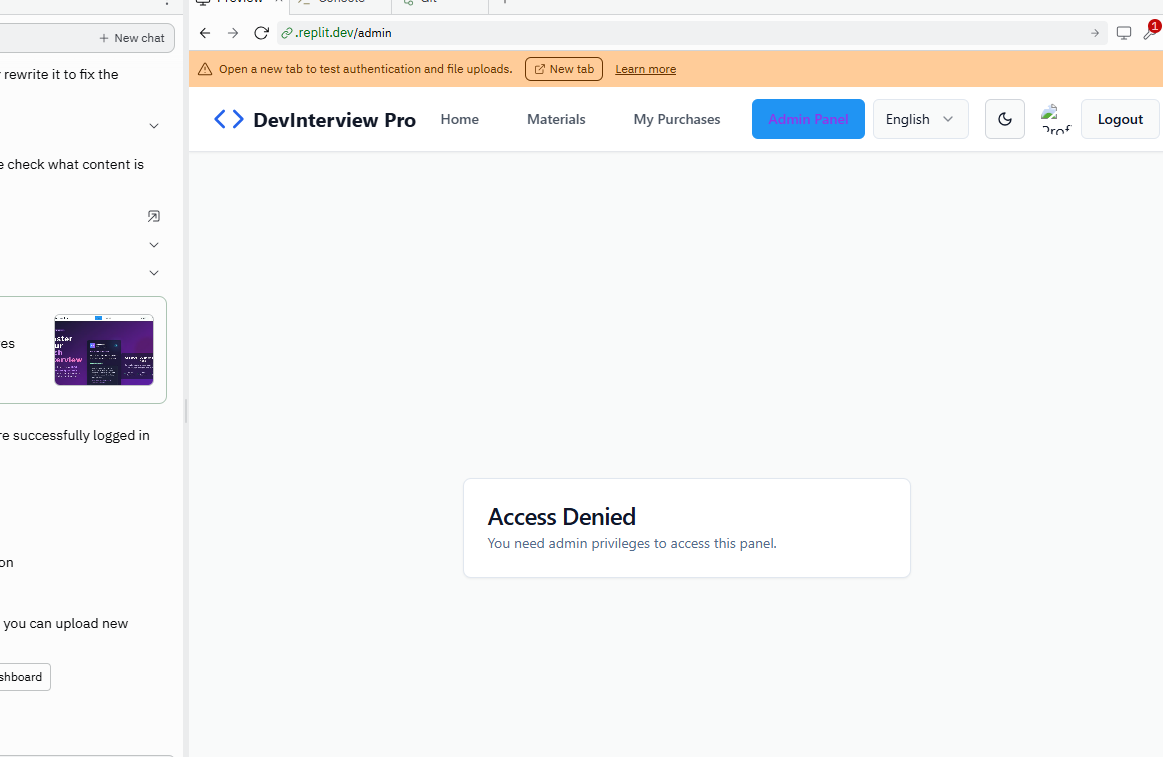 New chat
rewrite it to fix the
check what content is
es
successfully logged in
on
you can upload new
shboard
Preview
Console
Git
.replit.dev/admin
1
Open a new tab to test authentication and file uploads.
New tab
Learn more
DevInterview Pro
Home
Materials
My Purchases
Admin Panel
English
Prof
Logout
Access Denied
You need admin privileges to access this panel.